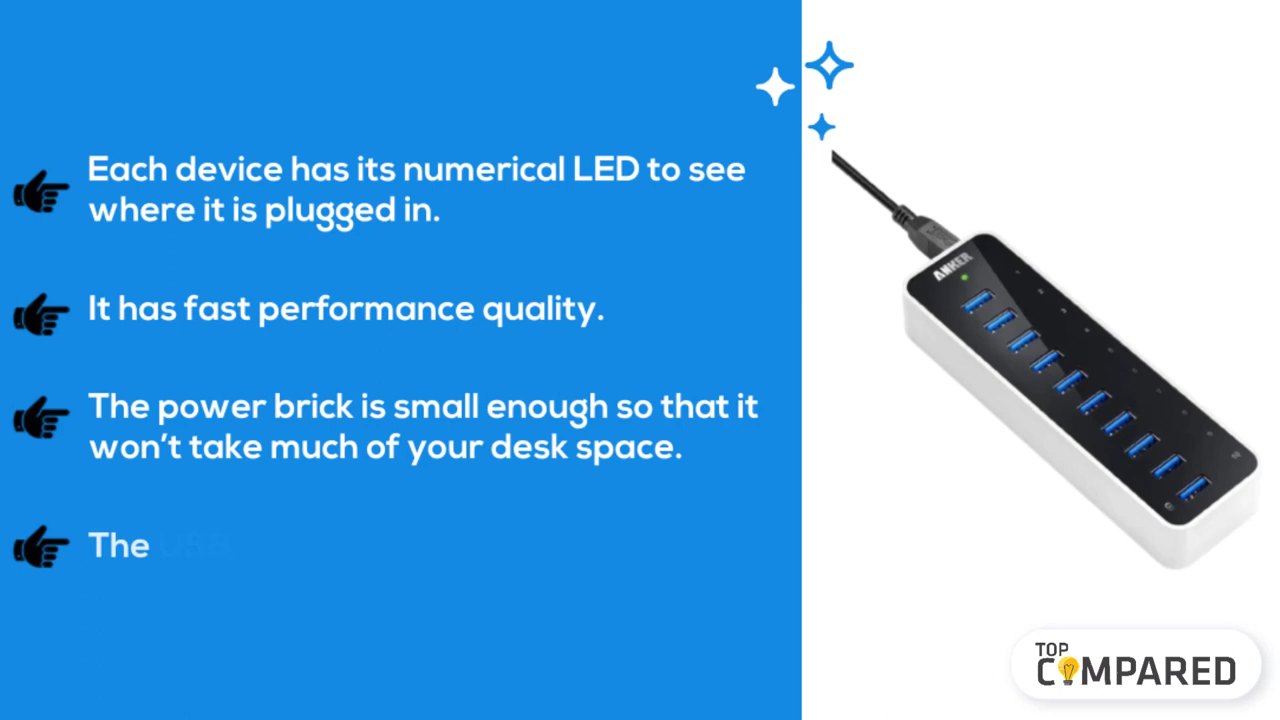 Each device has its numerical LED to see
where it is plugged in.
It has fast performance quality.
The power brick is small enough so that it
won't take much of your desk space.
The USB
ANKER
TOP
COMPARED